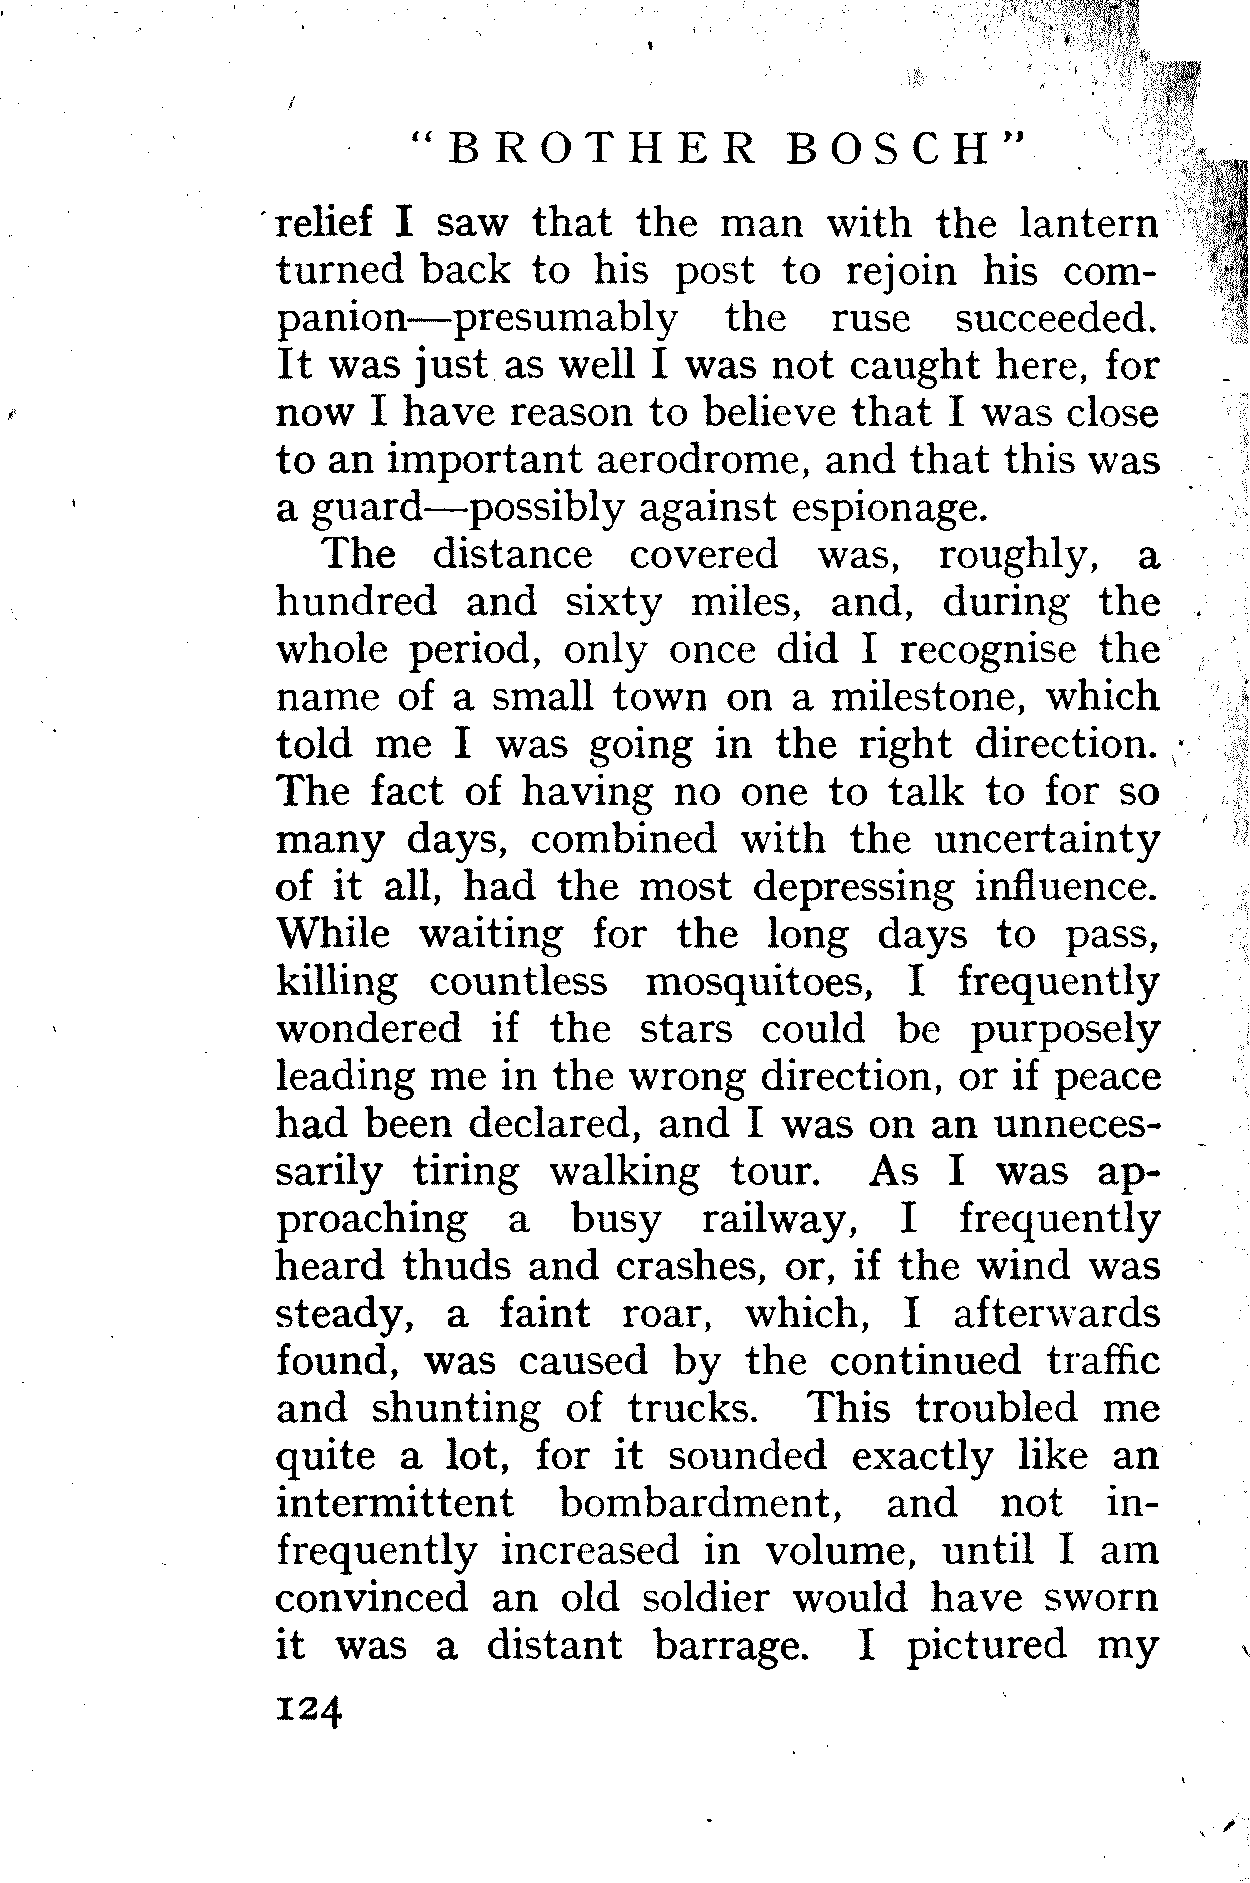 "BROTHER BOSCH"
relief I saw that the man with the lantern
turned back to his post to rejoin his com-
panion—presumably the ruse succeeded.
It was just as well I was not caught here, for
now I have reason to believe that I was close
to an important aerodrome, and that this was
a guard—possibly against espionage.
The distance covered was, roughly, a
hundred and sixty miles, and, during the
whole period, only once did I recognise the
name of a small town on a milestone, which
told me I was going in the right direction.
The fact of having no one to talk to for so
many days, combined with the uncertainty
of it all, had the most depressing influence.
While waiting for the long days to pass,
killing countless mosquitoes, I frequently
wondered if the stars could be purposely
leading me in the wrong direction, or if peace
had been declared, and I was on an unneces-
sarily tiring walking tour. As I was ap-
proaching a busy railway, I frequently
heard thuds and crashes, or, if the wind was
steady, a faint roar, which, I afterwards
found, was caused by the continued traffic
and shunting of trucks. This troubled me
quite a lot, for it sounded exactly like an
intermittent bombardment, and not in-
frequently increased in volume, until I am
convinced an old soldier would have sworn
it was a distant barrage. I pictured my
124